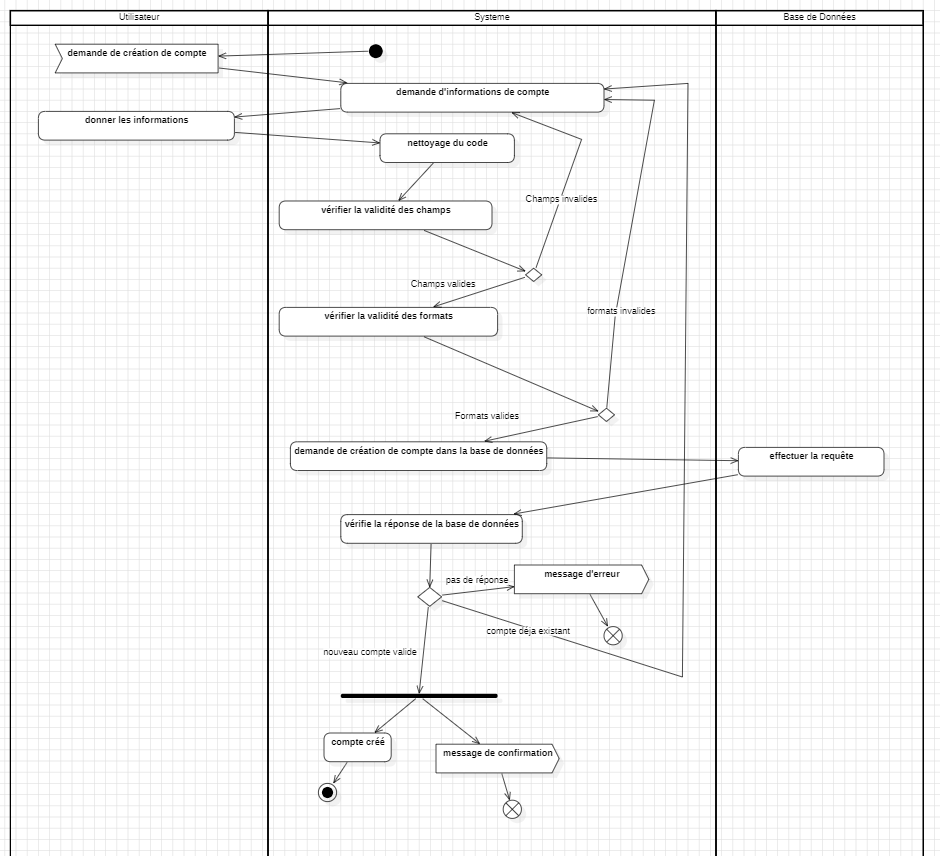 Utilisateur
Systeme
Base de Données
demande de création de compte
demande d'informations de compte
donner les informations
nettoyage du code
Champs invalides
vérifier la validité des champs
Champs valides
formats invalides
vérifier la validité des formats
Formats valides
demande de création de compte dans la base de données
effectuer la requête
vérifie la réponse de la base de données
pas de réponse
message d'erreur
compte déja existant
nouveau compte valide
compte créé
message de confirmation